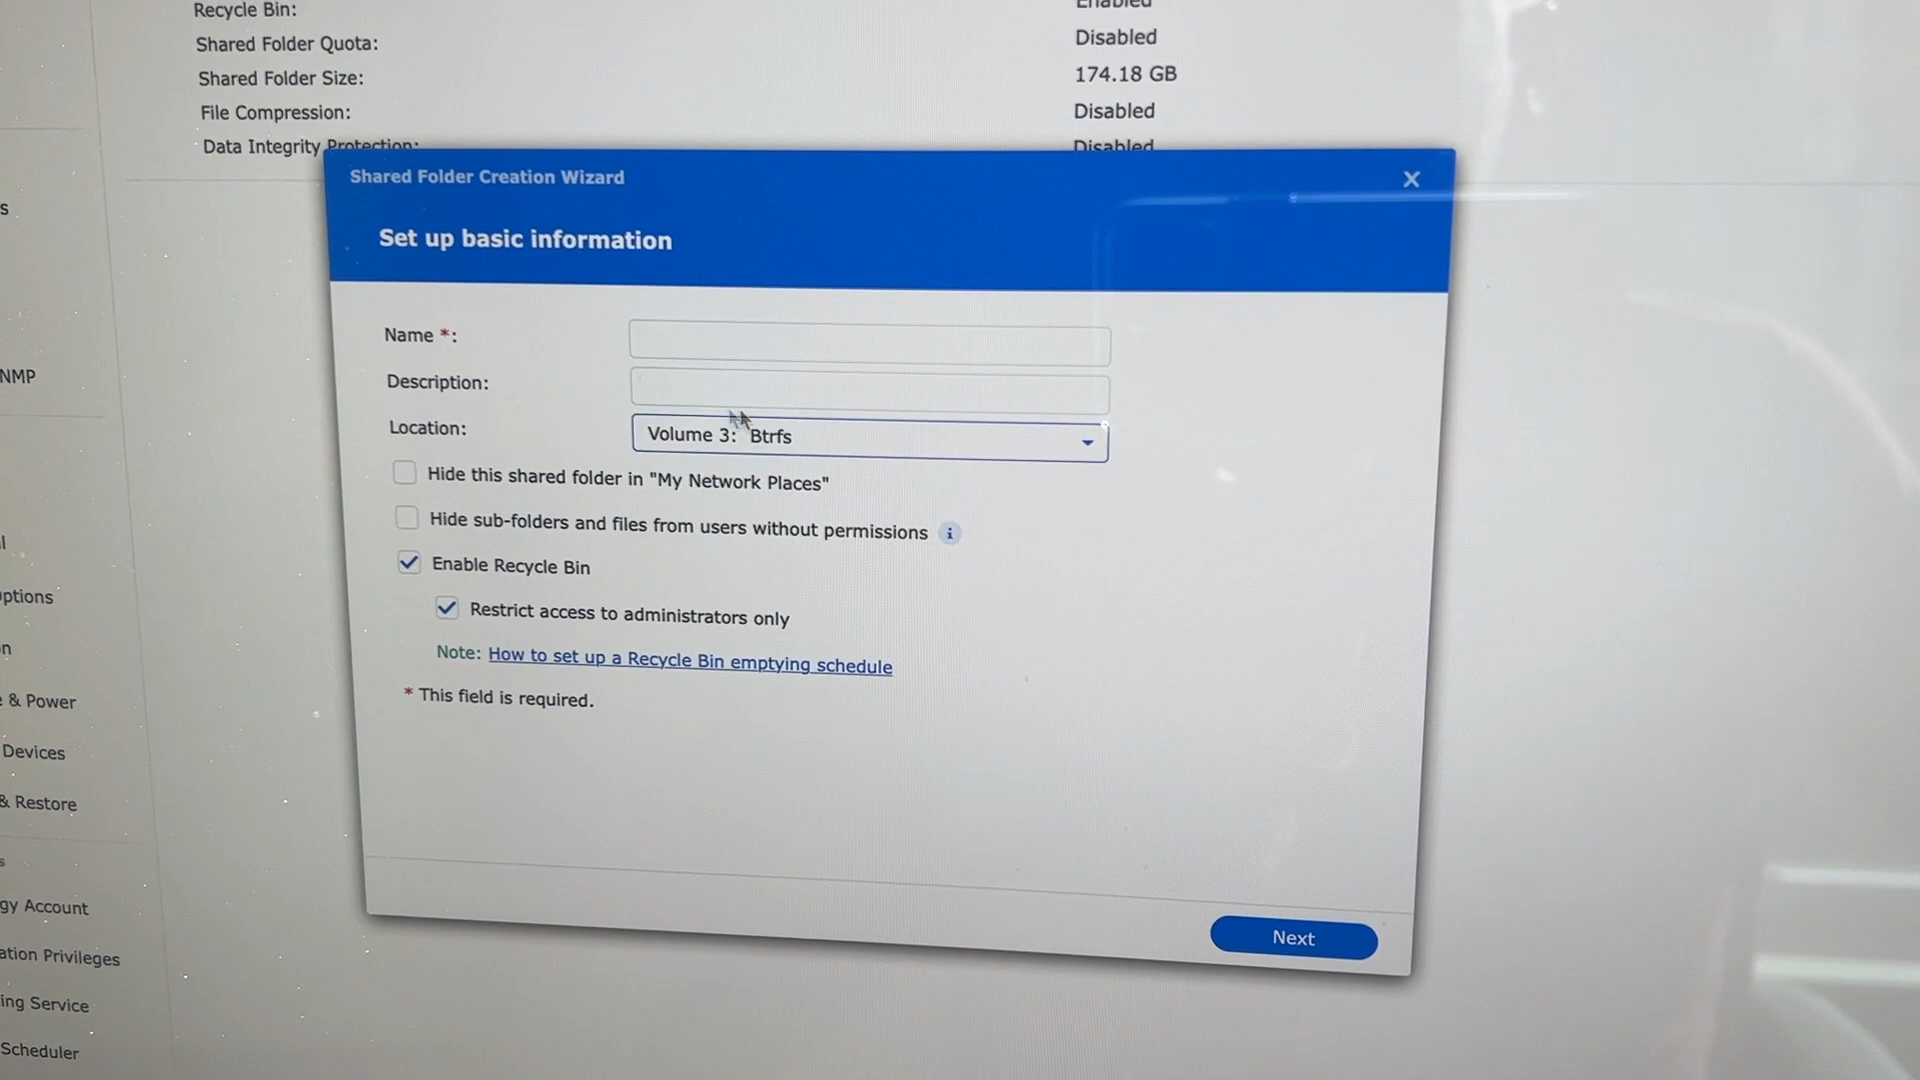 Recycle Bin: Enabled
Shared Folder Quota: Disabled
Shared Folder Size: 174.18 GB
File Compression: Disabled
Data Integrity Protection: Disabled
Shared Folder Creation Wizard
Set up basic information
Name *:
Description:
Location: Volume 3: Btrfs
Hide this shared folder in "My Network Places"
Hide sub-folders and files from users without permissions i
Enable Recycle Bin
Restrict access to administrators only
Note: How to set up a Recycle Bin emptying schedule
* This field is required.
Next
s
NMP
l
ptions
n
& Power
Devices
& Restore
s
gy Account
ation Privileges
ing Service
Scheduler